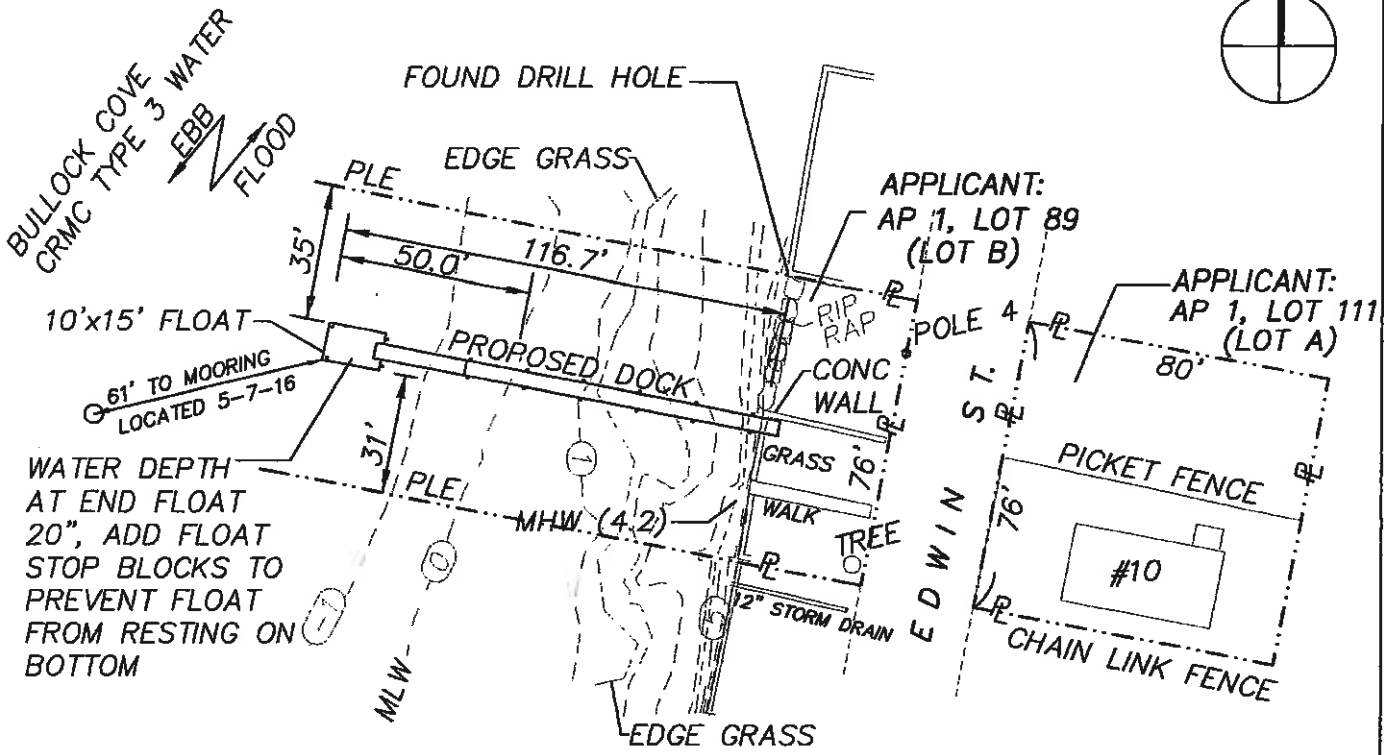 BULLOCK COVE
CRMC TYPE 3 WATER
EBB
FLOOD
FOUND DRILL HOLE
EDGE GRASS
PLE
APPLICANT:
AP 1, LOT 89
(LOT B)
35'
116.7'
50.0'
PL
APPLICANT:
AP 1, LOT 111
(LOT A)
RIP
RAP
POLE 4
PL
80'
10'x15' FLOAT
PROPOSED DOCK
CONC
WALL
61' TO MOORING
LOCATED 5-7-16
PL
PL
31'
GRASS
76'
EDWIN ST.
PICKET FENCE
PL
WATER DEPTH
AT END FLOAT
20", ADD FLOAT
STOP BLOCKS TO
PREVENT FLOAT
FROM RESTING ON
BOTTOM
1
PLE
MHW (4.2)
WALK
76'
TREE
#10
0
PL
-1
5
12" STORM DRAIN
PL
CHAIN LINK FENCE
MLW
EDGE GRASS